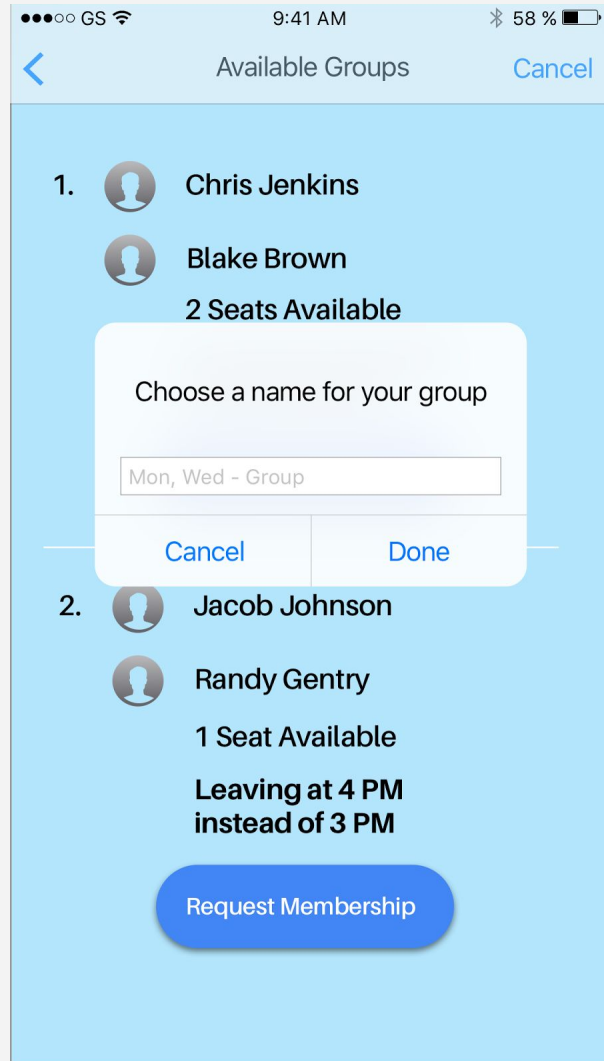 GS 9:41 AM 58 %
Available Groups Cancel
1. Chris Jenkins
Blake Brown
2 Seats Available
Choose a name for your group
Mon, Wed - Group
Cancel Done
2. Jacob Johnson
Randy Gentry
1 Seat Available
Leaving at 4 PM
instead of 3 PM
Request Membership